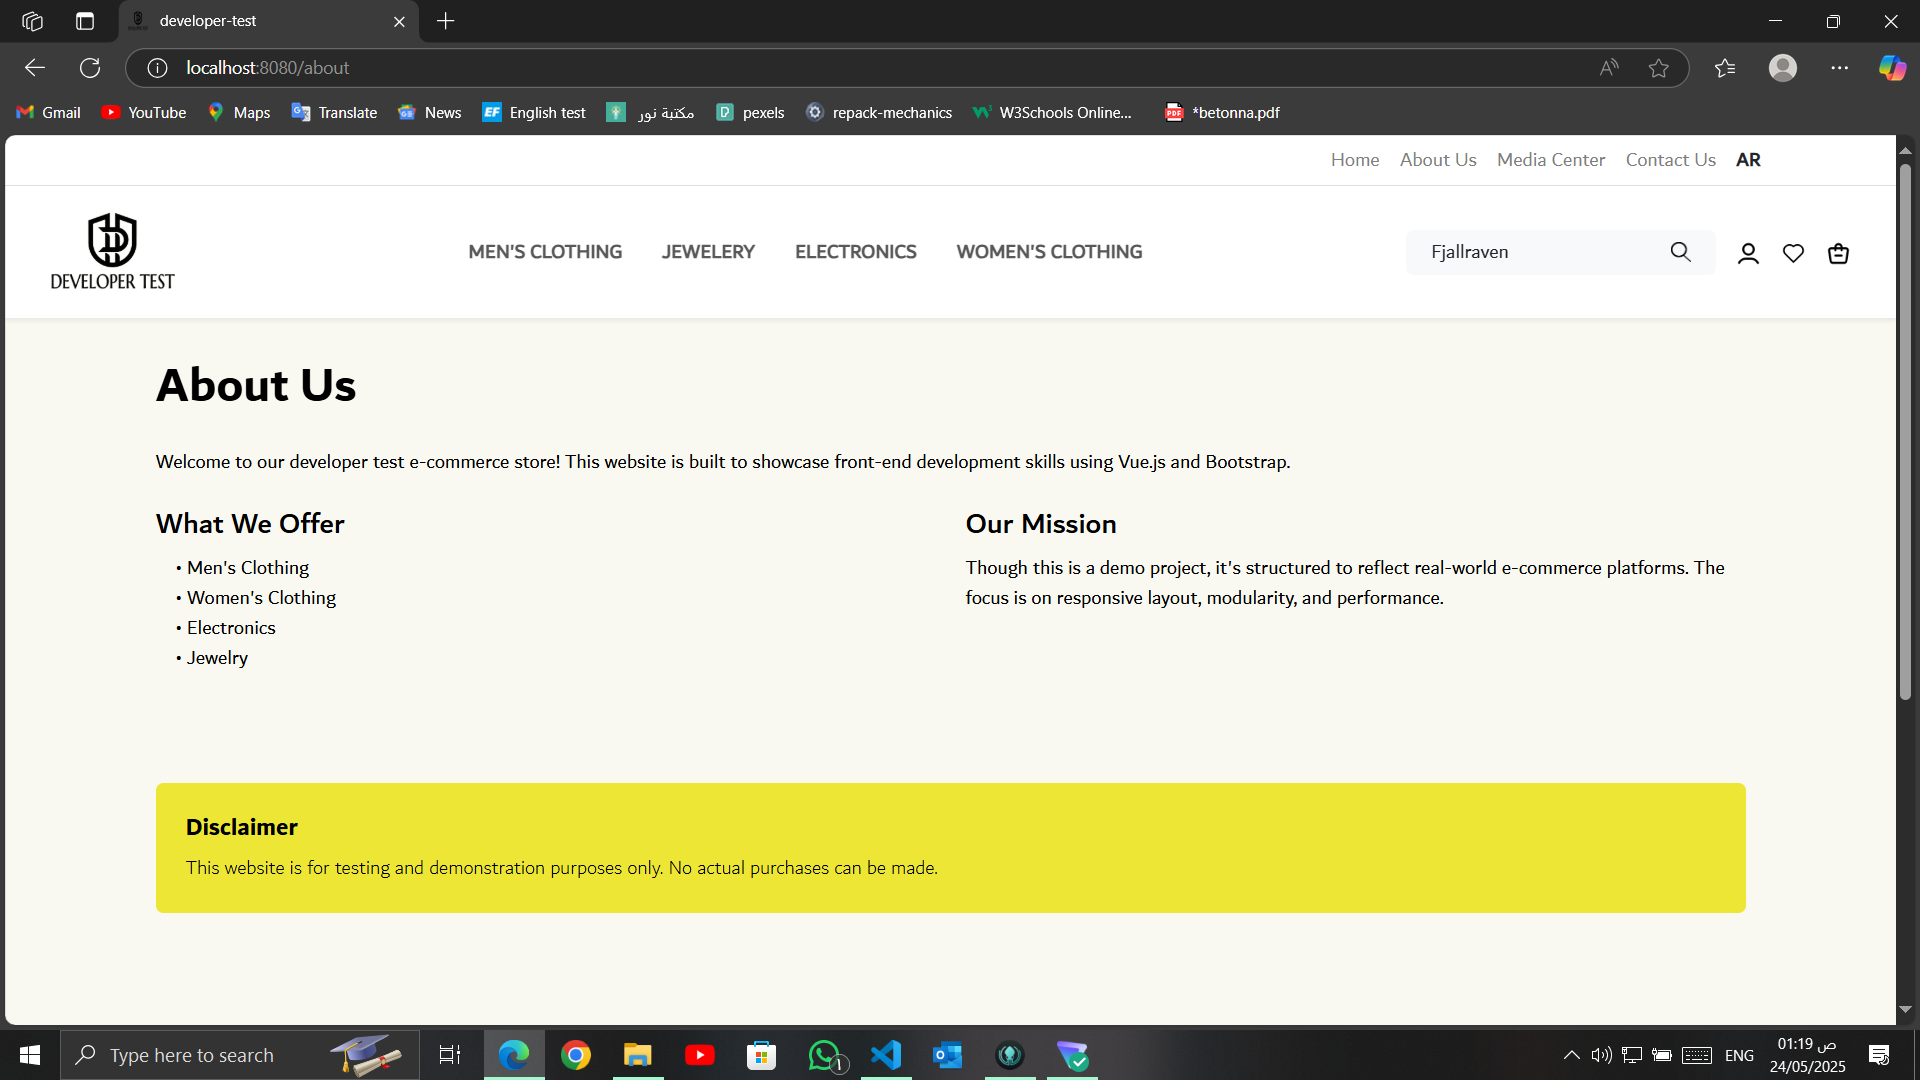 developer-test
localhost:8080/about
Gmail YouTube Maps Translate News EF English test مكتبة نور pexels repack-mechanics W3Schools Online... PDF *betonna.pdf
Home About Us Media Center Contact Us AR
DEVELOPER TEST
MEN'S CLOTHING JEWELERY ELECTRONICS WOMEN'S CLOTHING
Fjallraven
About Us
Welcome to our developer test e-commerce store! This website is built to showcase front-end development skills using Vue.js and Bootstrap.
What We Offer
• Men's Clothing
• Women's Clothing
• Electronics
• Jewelry
Our Mission
Though this is a demo project, it's structured to reflect real-world e-commerce platforms. The
focus is on responsive layout, modularity, and performance.
Disclaimer
This website is for testing and demonstration purposes only. No actual purchases can be made.
Type here to search
ENG
01:19 ص
24/05/2025